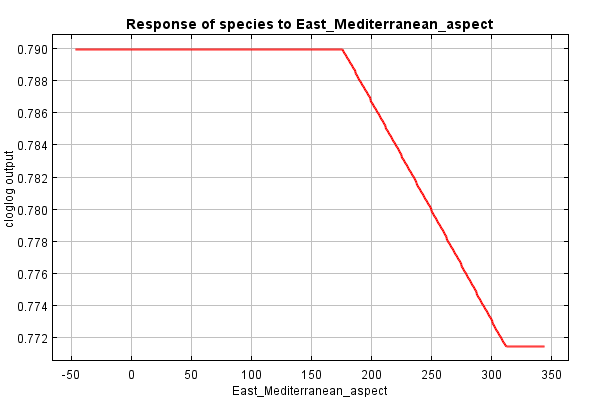 Response of species to East_Mediterranean_aspect
cloglog output
0.790
0.788
0.786
0.784
0.782
0.780
0.778
0.776
0.774
0.772
-50 0 50 100 150 200 250 300 350
East_Mediterranean_aspect